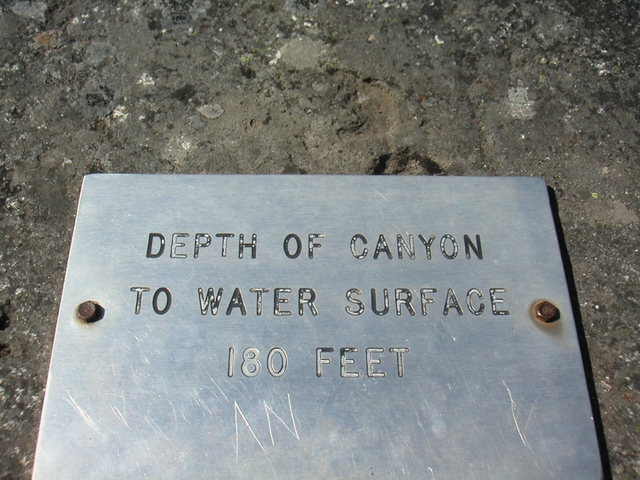 DEPTH OF CANYON
TO WATER SURFACE
180 FEET